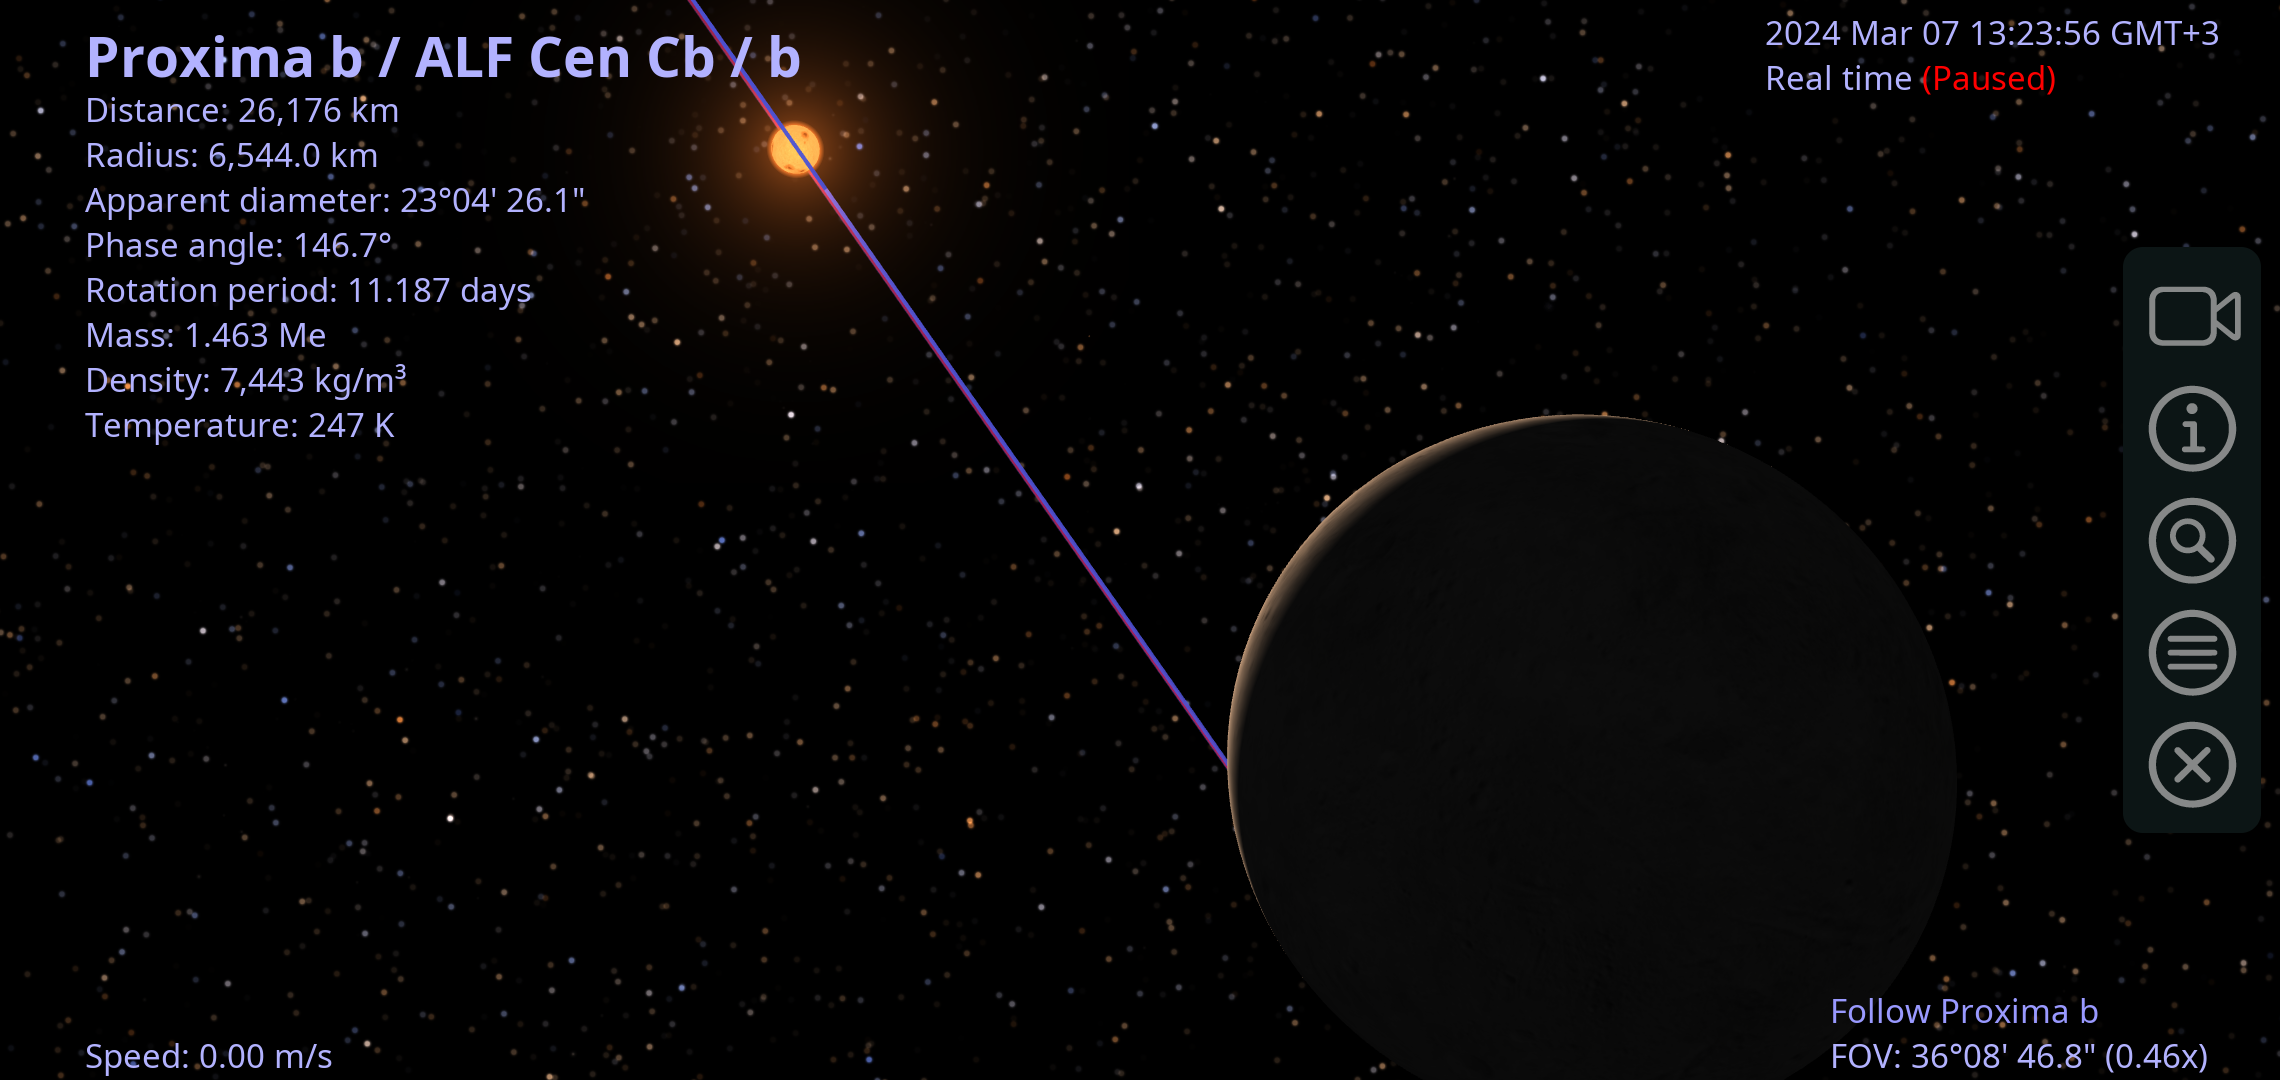 Proxima b / ALF Cen Cb / b
Distance: 26,176 km
Radius: 6,544.0 km
Apparent diameter: 23°04' 26.1"
Phase angle: 146.7°
Rotation period: 11.187 days
Mass: 1.463 Me
Density: 7,443 kg/m³
Temperature: 247 K
2024 Mar 07 13:23:56 GMT+3
Real time (Paused)
Speed: 0.00 m/s
Follow Proxima b
FOV: 36°08' 46.8" (0.46x)